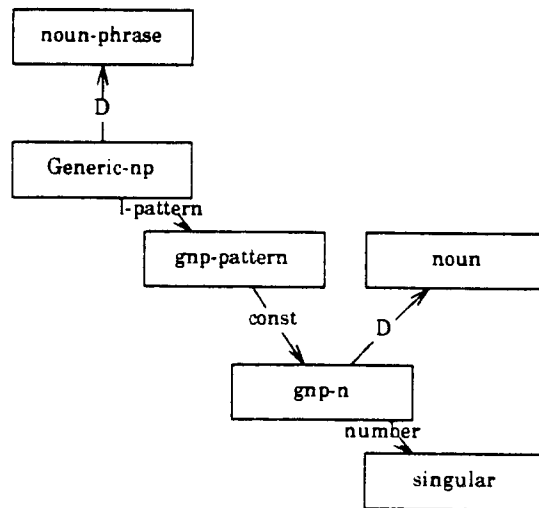 noun-phrase
D
Generic-np
l-pattern
gnp-pattern
noun
const
D
gnp-n
number
singular